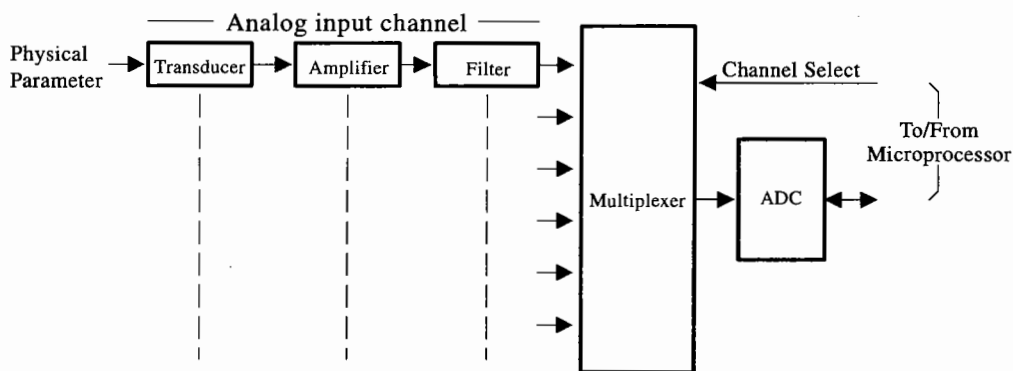 Analog input channel
Physical
Parameter
Transducer
Amplifier
Filter
Channel Select
To/From
Microprocessor
Multiplexer
ADC